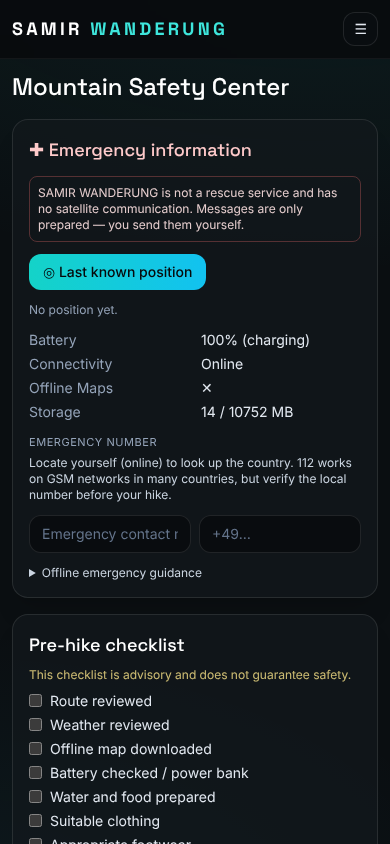 SAMIR WANDERUNG
☰
Mountain Safety Center
✚ Emergency information
SAMIR WANDERUNG is not a rescue service and has
no satellite communication. Messages are only
prepared — you send them yourself.
◎ Last known position
No position yet.
Battery 100% (charging)
Connectivity Online
Offline Maps ✕
Storage 14 / 10752 MB
EMERGENCY NUMBER
Locate yourself (online) to look up the country. 112 works
on GSM networks in many countries, but verify the local
number before your hike.
Emergency contact +49...
▶ Offline emergency guidance
Pre-hike checklist
This checklist is advisory and does not guarantee safety.
Route reviewed
Weather reviewed
Offline map downloaded
Battery checked / power bank
Water and food prepared
Suitable clothing
Appropriate footwear